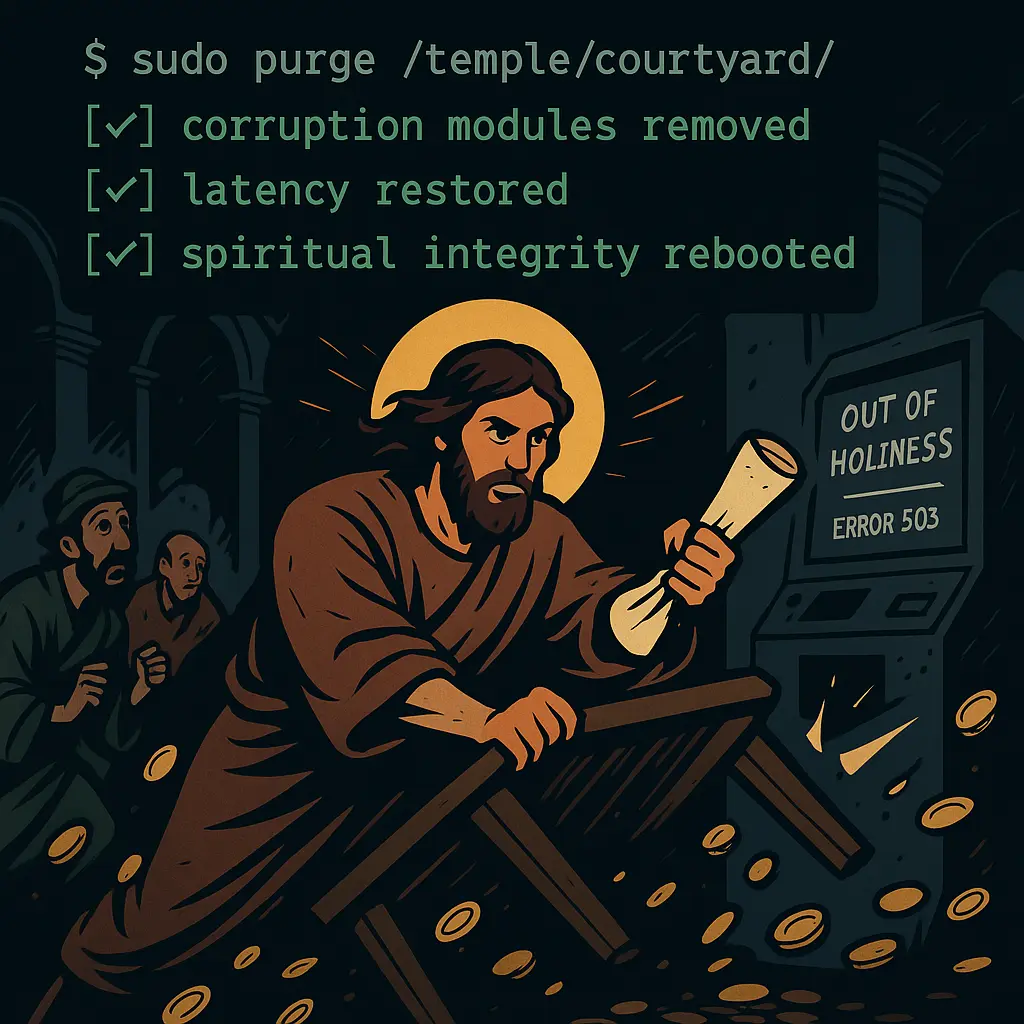 $ sudo purge /temple/courtyard/
[✓] corruption modules removed
[✓] latency restored
[✓] spiritual integrity rebooted
OUT OF
HOLINESS
ERROR 503